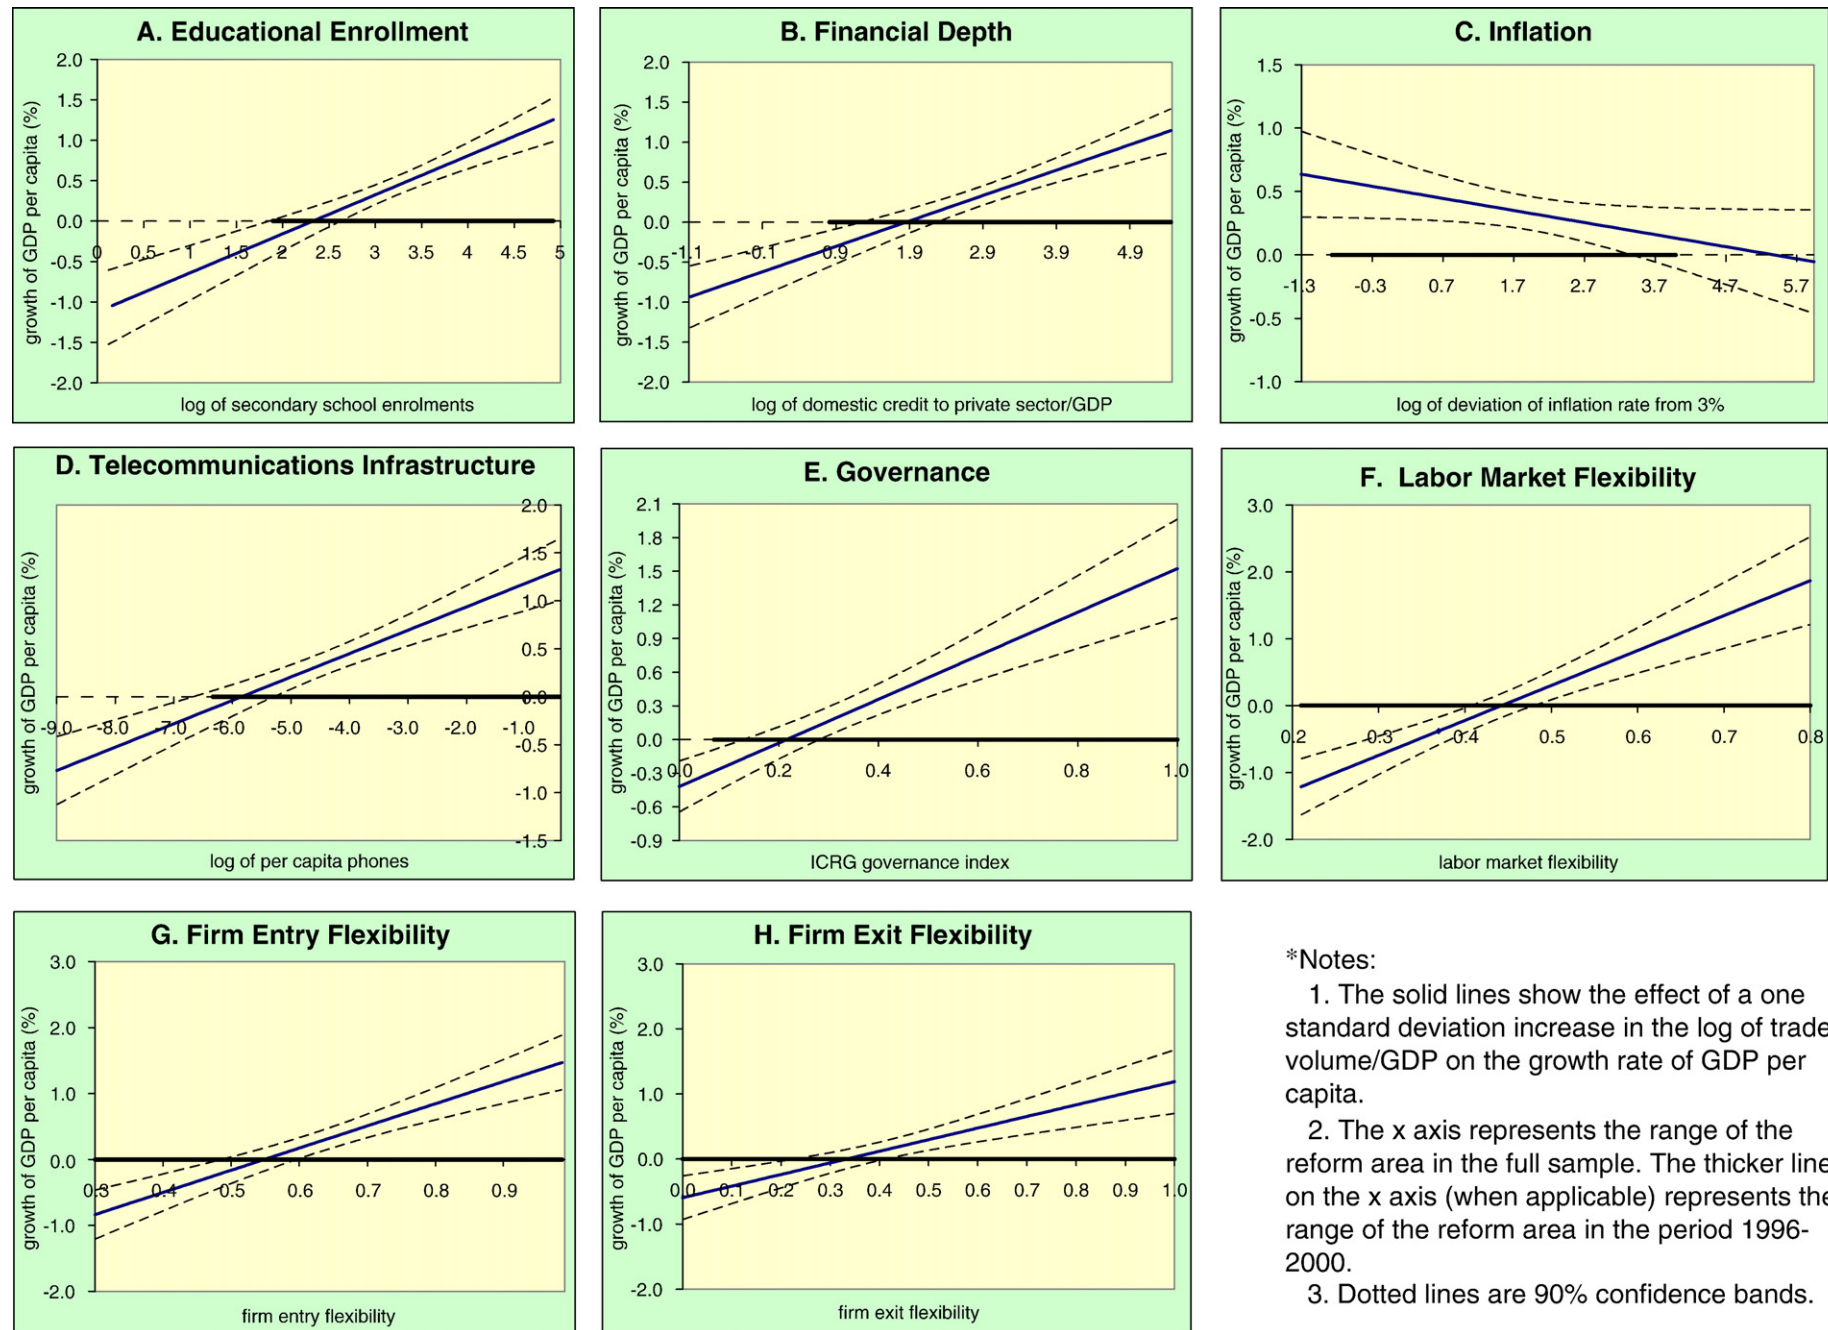 A. Educational Enrollment
growth of GDP per capita (%)
2.0
1.5
1.0
0.5
0.0
-0.5
-1.0
-1.5
-2.0
0 0.5 1 1.5 2 2.5 3 3.5 4 4.5 5
log of secondary school enrolments
B. Financial Depth
growth of GDP per capita (%)
2.0
1.5
1.0
0.5
0.0
-0.5
-1.0
-1.5
-2.0
-1.1 -0.1 0.9 1.9 2.9 3.9 4.9
log of domestic credit to private sector/GDP
C. Inflation
growth of GDP per capita (%)
1.5
1.0
0.5
0.0
-0.5
-1.0
-1.3 -0.3 0.7 1.7 2.7 3.7 4.7 5.7
log of deviation of inflation rate from 3%
D. Telecommunications Infrastructure
growth of GDP per capita (%)
2.0
1.5
1.0
0.5
0.0
-0.5
-1.0
-1.5
-9.0 -8.0 -7.0 -6.0 -5.0 -4.0 -3.0 -2.0 -1.0
log of per capita phones
E. Governance
growth of GDP per capita (%)
2.1
1.8
1.5
1.2
0.9
0.6
0.3
0.0
-0.3
-0.6
-0.9
0.0 0.2 0.4 0.6 0.8 1.0
ICRG governance index
F. Labor Market Flexibility
growth of GDP per capita (%)
3.0
2.0
1.0
0.0
-1.0
-2.0
0.2 0.3 0.4 0.5 0.6 0.7 0.8
labor market flexibility
G. Firm Entry Flexibility
growth of GDP per capita (%)
3.0
2.0
1.0
0.0
-1.0
-2.0
0.3 0.4 0.5 0.6 0.7 0.8 0.9
firm entry flexibility
H. Firm Exit Flexibility
growth of GDP per capita (%)
3.0
2.0
1.0
0.0
-1.0
-2.0
0.0 0.1 0.2 0.3 0.4 0.5 0.6 0.7 0.8 0.9 1.0
firm exit flexibility
*Notes:
1. The solid lines show the effect of a one
standard deviation increase in the log of trade
volume/GDP on the growth rate of GDP per
capita.
2. The x axis represents the range of the
reform area in the full sample. The thicker line
on the x axis (when applicable) represents the
range of the reform area in the period 1996-
2000.
3. Dotted lines are 90% confidence bands.